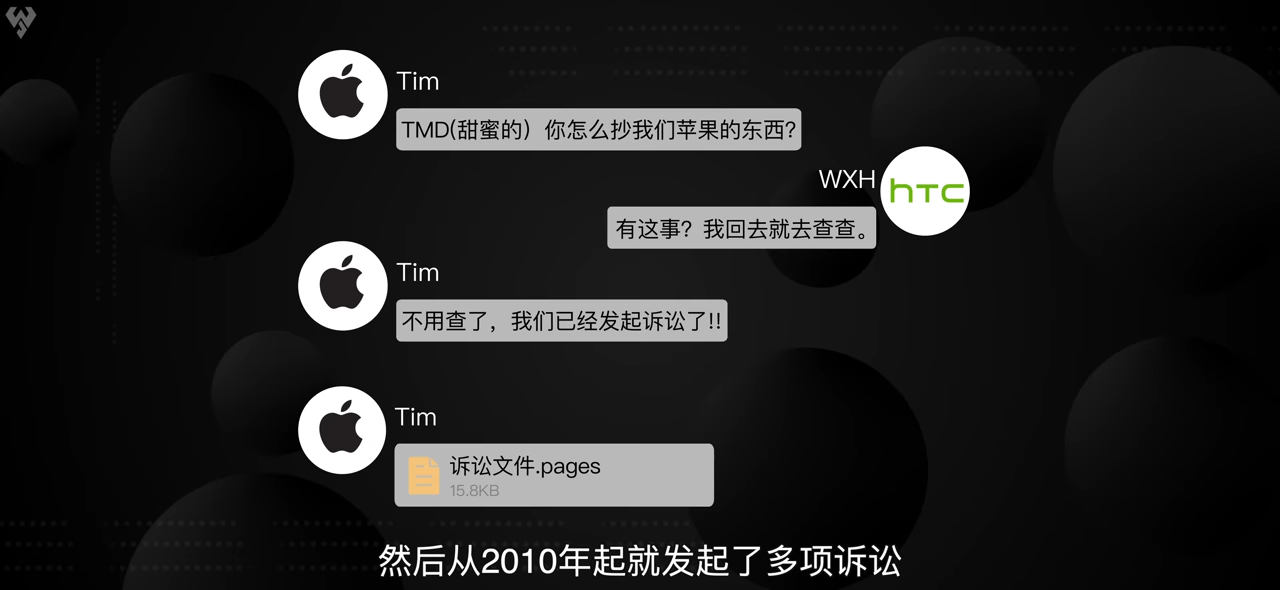 Tim
TMD(甜蜜的）你怎么抄我们苹果的东西?
WXH
hTC
有这事？我回去就去查查。
Tim
不用查了，我们已经发起诉讼了!!
Tim
诉讼文件.pages
15.8KB
然后从2010年起就发起了多项诉讼